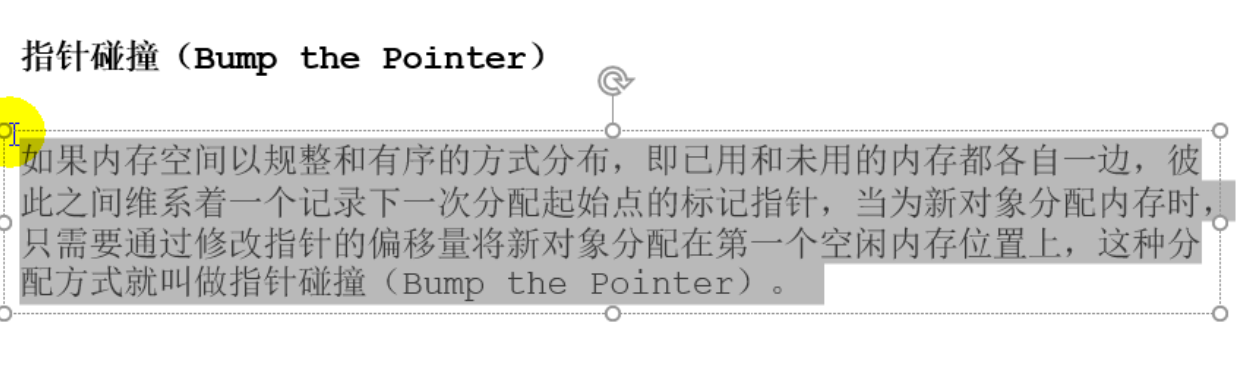 指针碰撞（Bump the Pointer）
如果内存空间以规整和有序的方式分布，即已用和未用的内存都各自一边，彼
此之间维系着一个记录下一次分配起始点的标记指针，当为新对象分配内存时，
只需要通过修改指针的偏移量将新对象分配在第一个空闲内存位置上，这种分
配方式就叫做指针碰撞（Bump the Pointer）。